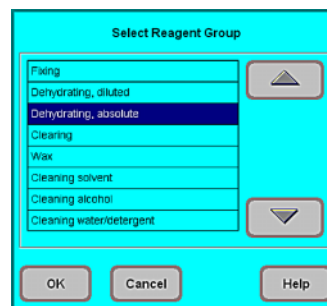 Select Reagent Group
Fixing
Dehydrating, diluted
Dehydrating, absolute
Clearing
Wax
Cleaning solvent
Cleaning alcohol
Cleaning water/detergent
OK Cancel Help